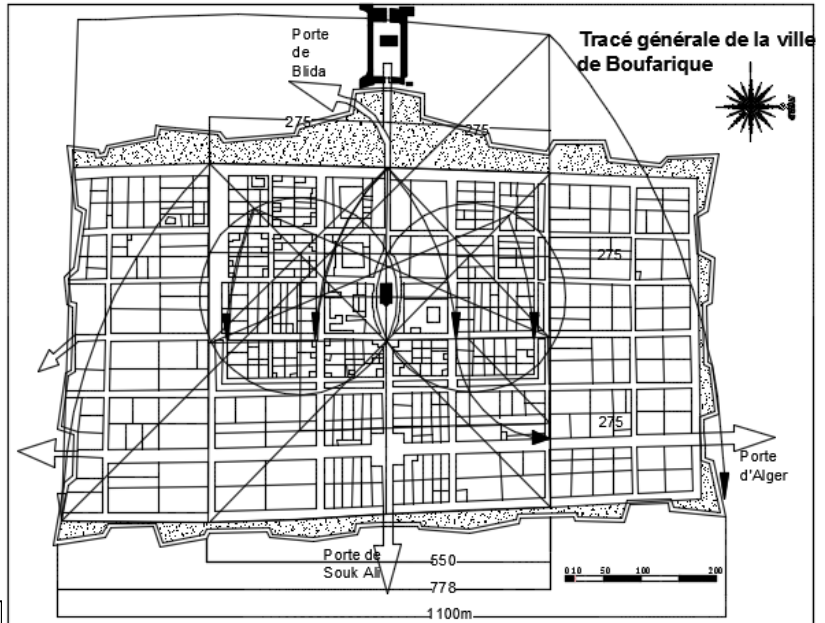 Tracé générale de la ville
de Boufarique
Porte
de
Blida
275
275
275
275
Porte
d'Alger
Porte de
Souk Ali
550
778
1100m
0 10 50 100 200